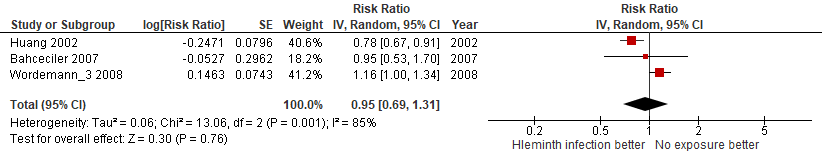 Risk Ratio Risk Ratio
Study or Subgroup log[Risk Ratio] SE Weight IV, Random, 95% CI Year IV, Random, 95% CI
Huang 2002 -0.2471 0.0796 40.6% 0.78 [0.67, 0.91] 2002
Bahceciler 2007 -0.0527 0.2962 18.2% 0.95 [0.53, 1.70] 2007
Wordemann_3 2008 0.1463 0.0743 41.2% 1.16 [1.00, 1.34] 2008
Total (95% CI) 100.0% 0.95 [0.69, 1.31]
Heterogeneity: Tau² = 0.06; Chi² = 13.06, df = 2 (P = 0.001); I² = 85%
Test for overall effect: Z = 0.30 (P = 0.76)
0.2 0.5 1 2 5
Hleminth infection better No exposure better